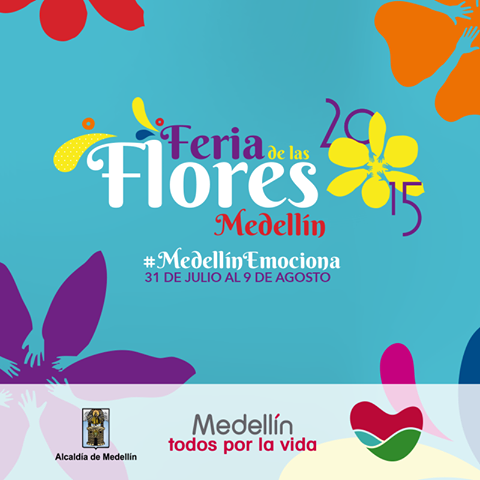 Feria de las
Flores
Medellín
2015
#MedellínEmociona
31 DE JULIO AL 9 DE AGOSTO
Alcaldía de Medellín
Medellín
todos por la vida